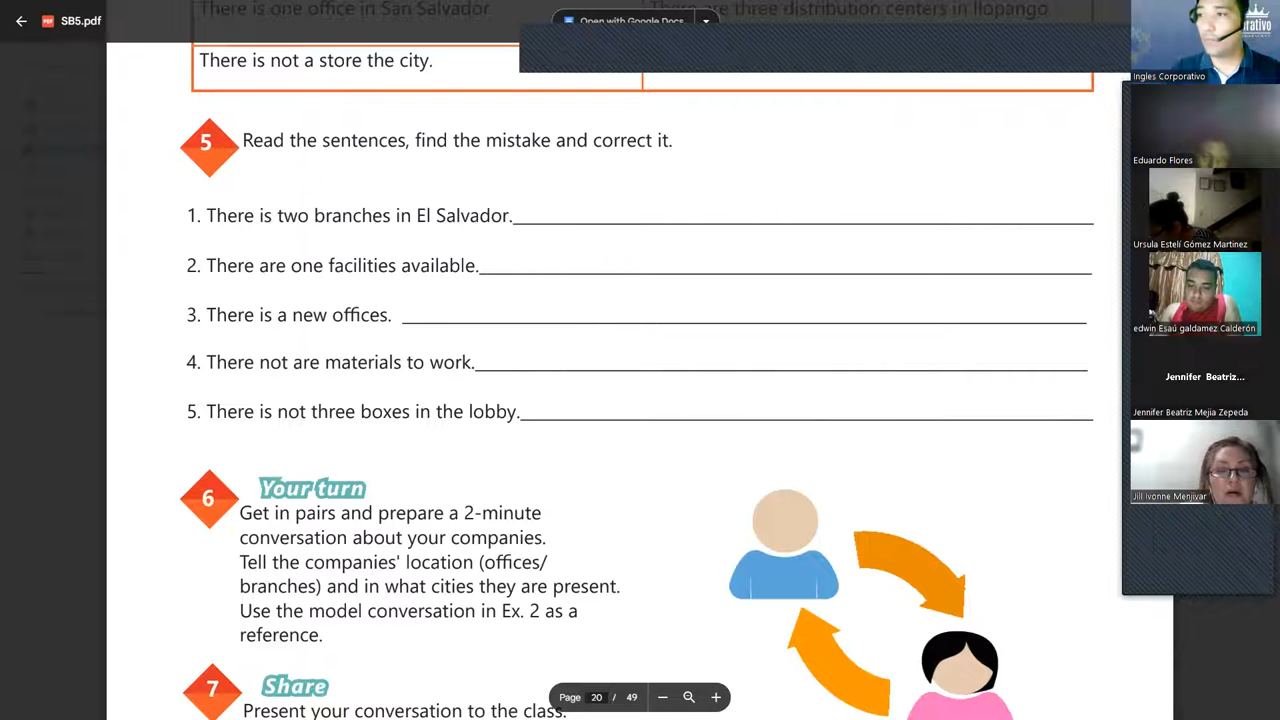 SB5.pdf
Open with Google Docs
There is one office in San Salvador
There are three distribution centers in Ilopango
There is not a store the city.
5
Read the sentences, find the mistake and correct it.
1. There is two branches in El Salvador.
2. There are one facilities available.
3. There is a new offices.
4. There not are materials to work.
5. There is not three boxes in the lobby.
6
Your turn
Get in pairs and prepare a 2-minute
conversation about your companies.
Tell the companies' location (offices/
branches) and in what cities they are present.
Use the model conversation in Ex. 2 as a
reference.
7
Share
Present your conversation to the class.
Page 20 / 49
Ingles Corporativo
Eduardo Flores
Ursula Estelí Gómez Martinez
edwin Esaú galdamez Calderón
Jennifer Beatriz...
Jennifer Beatriz Mejia Zepeda
Jill Ivonne Menjivar